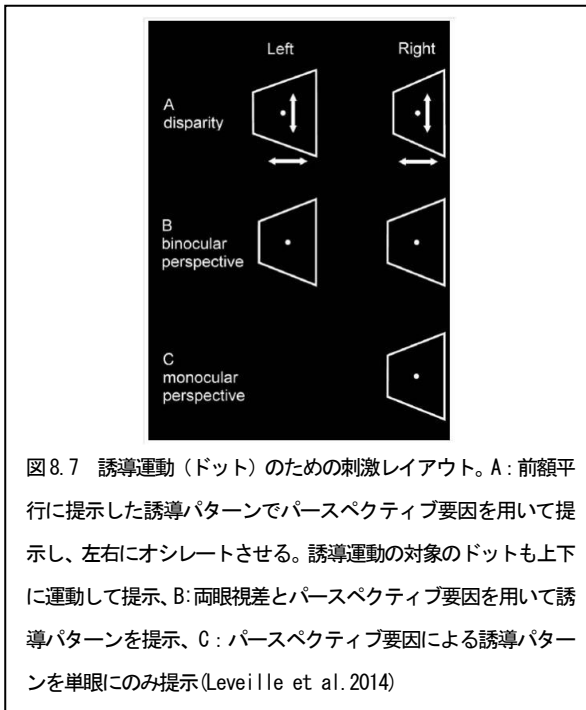 Left Right
A
disparity
B
binocular
perspective
C
monocular
perspective
図8.7 誘導運動（ドット）のための刺激レイアウト。A：前額平
行に提示した誘導パターンでパースペクティブ要因を用いて提
示し、左右にオシレートさせる。誘導運動の対象のドットも上下
に運動して提示、B:両眼視差とパースペクティブ要因を用いて誘
導パターンを提示、C：パースペクティブ要因による誘導パター
ンを単眼にのみ提示(Leveille et al.2014)